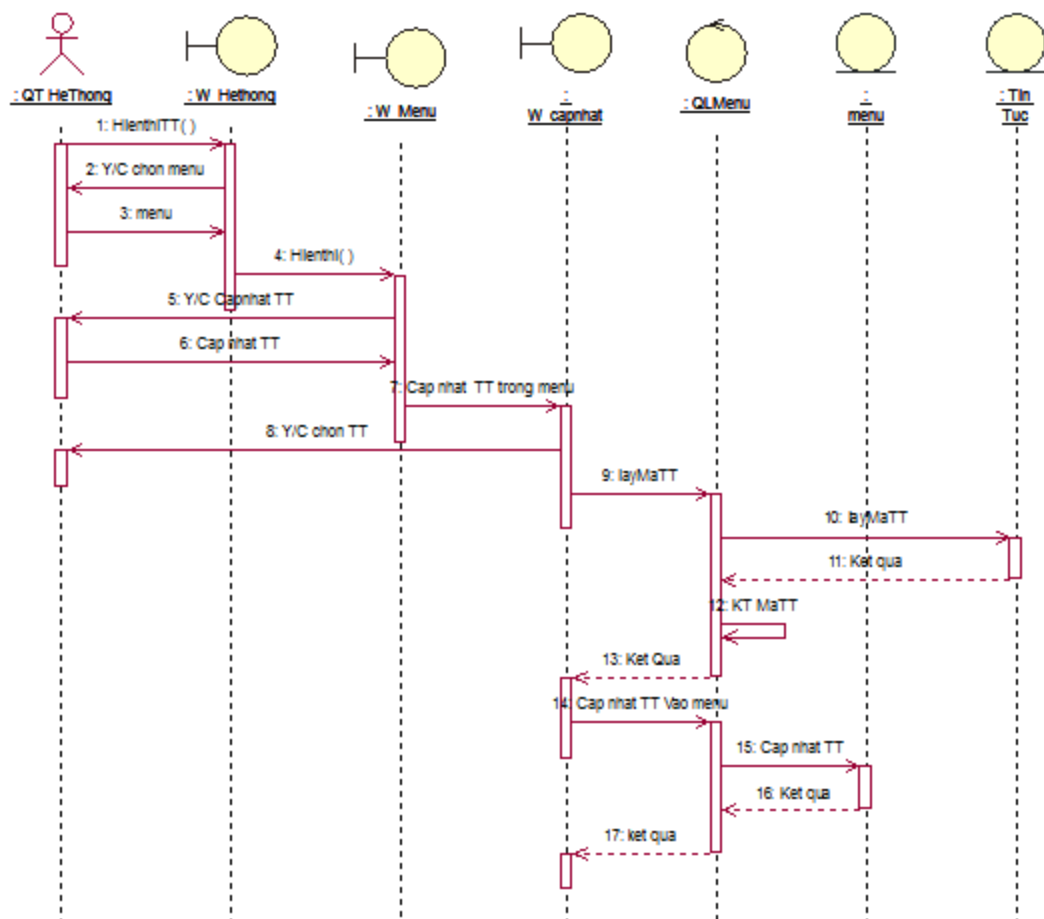 : QT HeThong
: W_Hethong
: W_Menu
:
W_capnhat
: QLMenu
:
menu
: Tin
Tuc
1: HienthiTT( )
2: Y/C chon menu
3: menu
4: Hienthi( )
5: Y/C Capnhat TT
6: Cap nhat TT
7: Cap nhat TT trong menu
8: Y/C chon TT
9: layMaTT
10: layMaTT
11: Ket qua
12: KT MaTT
13: Ket Qua
14: Cap nhat TT Vao menu
15: Cap nhat TT
16: Ket qua
17: ket qua